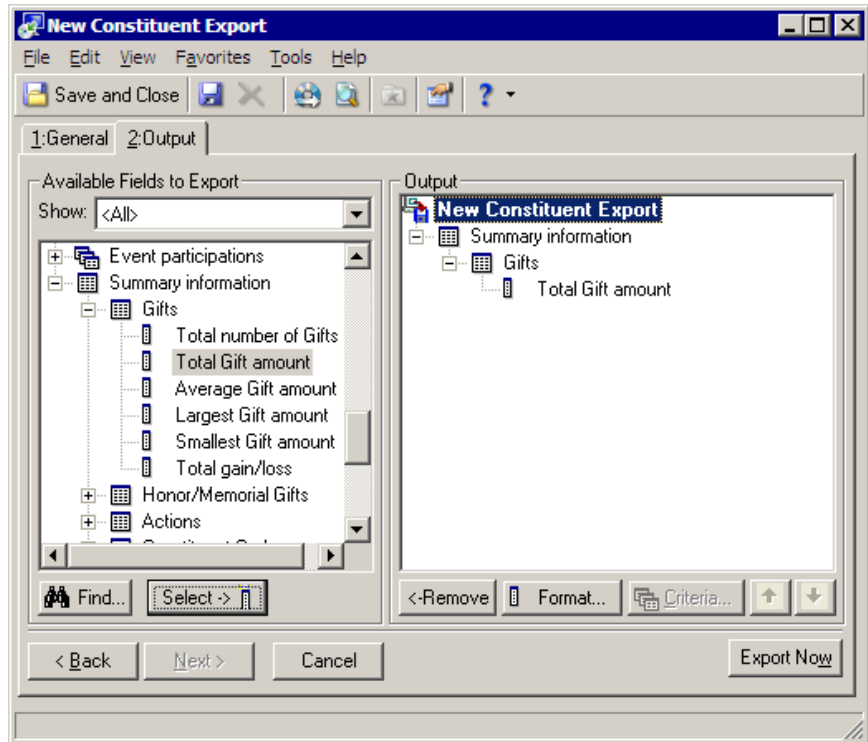 New Constituent Export
File Edit View Favorites Tools Help
Save and Close
1:General 2:Output
Available Fields to Export
Show: <All>
Event participations
Summary information
Gifts
Total number of Gifts
Total Gift amount
Average Gift amount
Largest Gift amount
Smallest Gift amount
Total gain/loss
Honor/Memorial Gifts
Actions
Find... Select ->
Output
New Constituent Export
Summary information
Gifts
Total Gift amount
<-Remove Format... Criteria...
< Back Next > Cancel Export Now